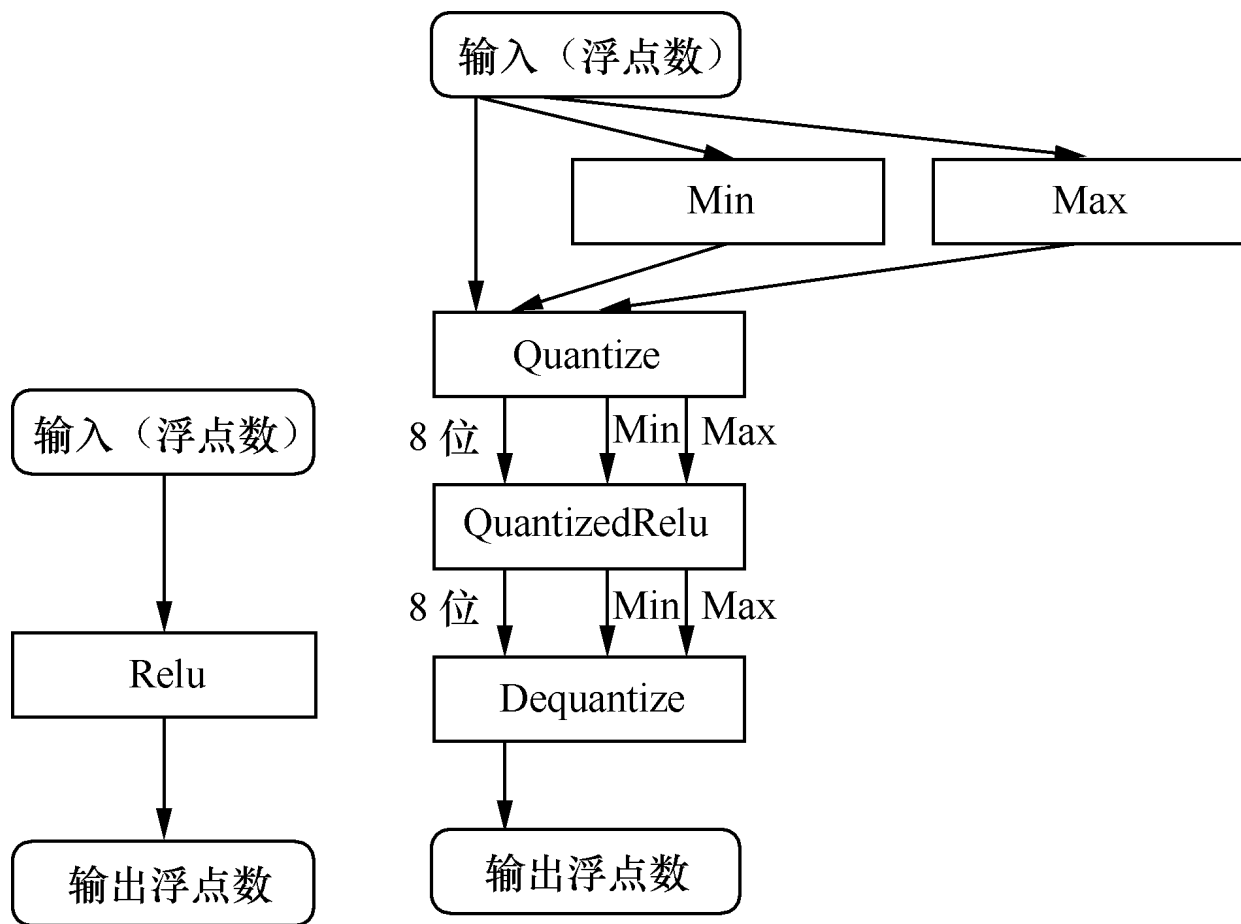 输入（浮点数）
Min
Max
Quantize
8 位
Min
Max
QuantizedRelu
8 位
Min
Max
Dequantize
输出浮点数
输入（浮点数）
Relu
输出浮点数